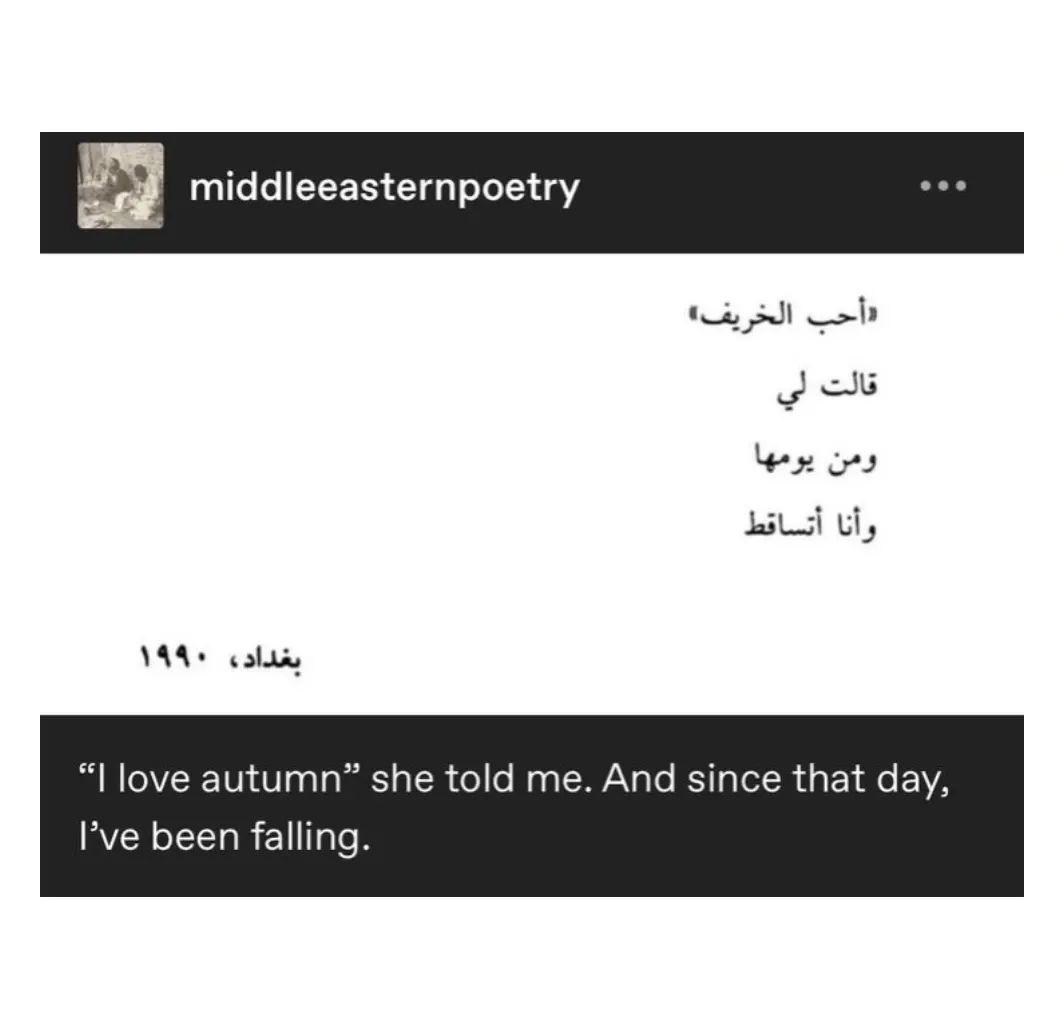 middleeasternpoetry
«أحب الخريف»
قالت لي
ومن يومها
وأنا أتساقط
بغداد، ١٩٩٠
“I love autumn” she told me. And since that day,
I’ve been falling.